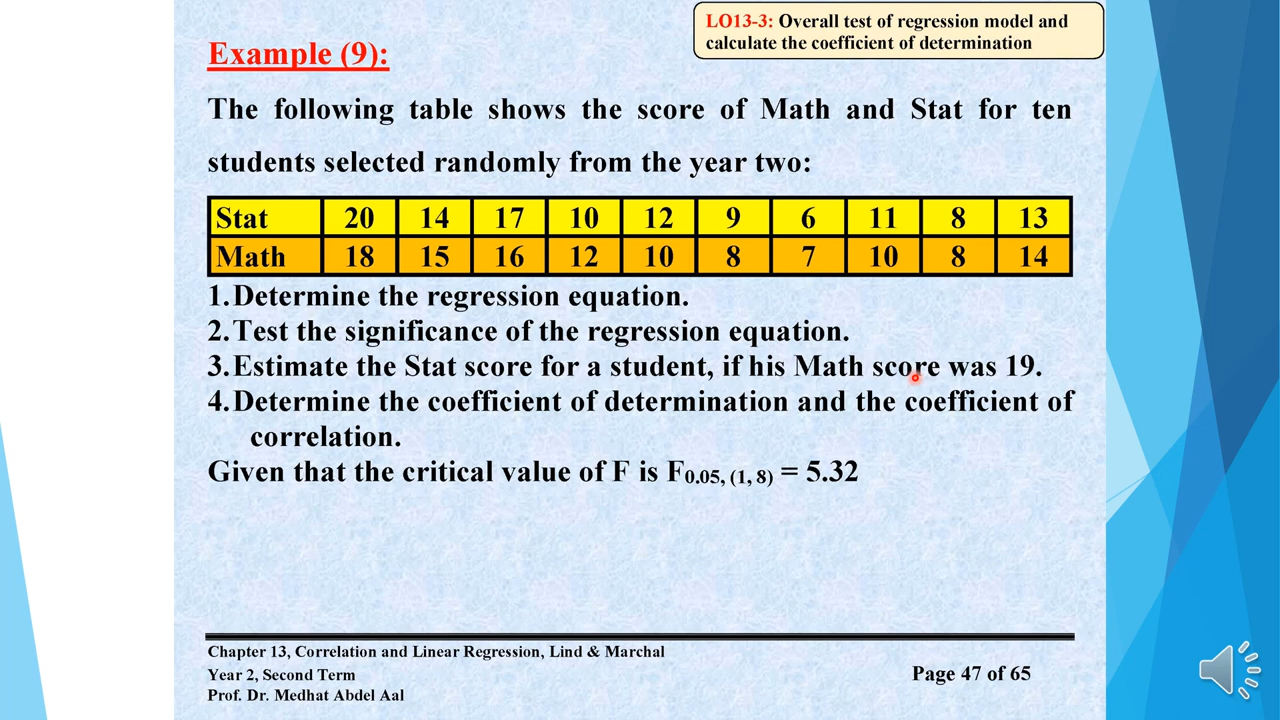 LO13-3: Overall test of regression model and
calculate the coefficient of determination
Example (9):
The following table shows the score of Math and Stat for ten
students selected randomly from the year two:
Stat 20 14 17 10 12 9 6 11 8 13
Math 18 15 16 12 10 8 7 10 8 14
1. Determine the regression equation.
2. Test the significance of the regression equation.
3. Estimate the Stat score for a student, if his Math score was 19.
4. Determine the coefficient of determination and the coefficient of
correlation.
Given that the critical value of F is F0.05, (1, 8) = 5.32
Chapter 13, Correlation and Linear Regression, Lind & Marchal
Year 2, Second Term
Page 47 of 65
Prof. Dr. Medhat Abdel Aal